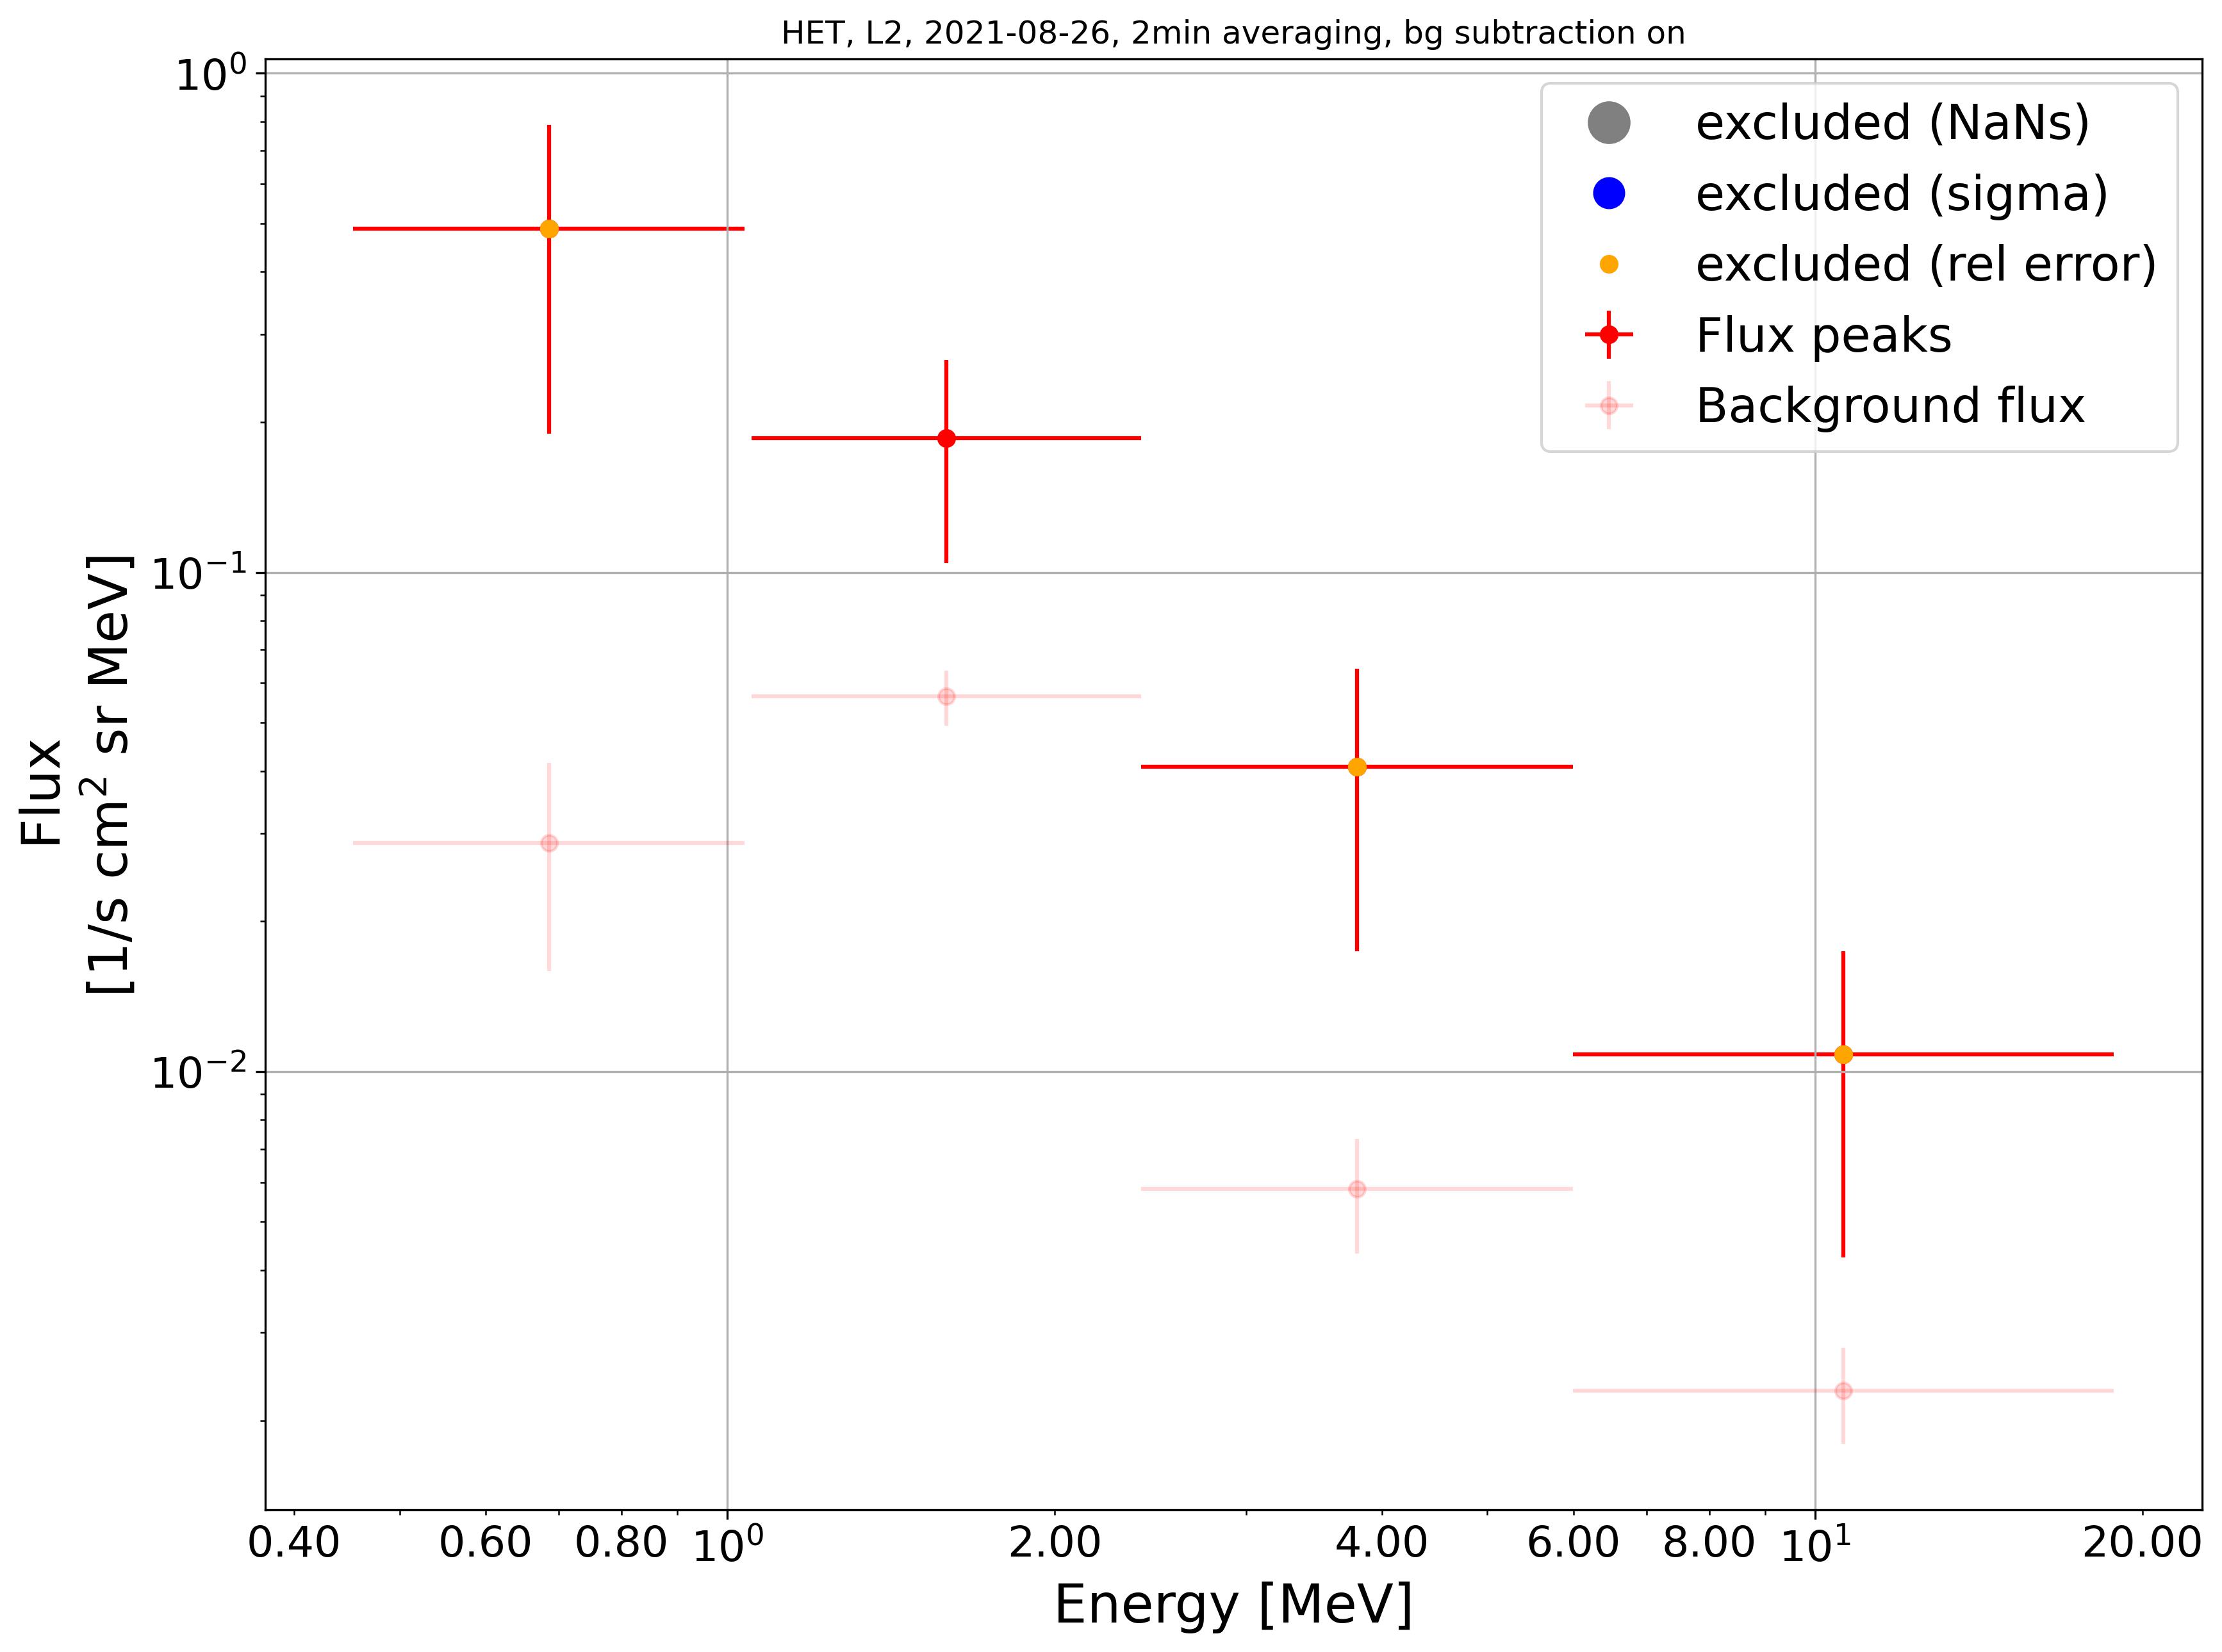 HET, L2, 2021-08-26, 2min averaging, bg subtraction on
10⁰
10⁻¹
10⁻²
Flux
[1/s cm² sr MeV]
excluded (NaNs)
excluded (sigma)
excluded (rel error)
Flux peaks
Background flux
0.40 0.60 0.80 10⁰ 2.00 4.00 6.00 8.00 10¹ 20.00
Energy [MeV]